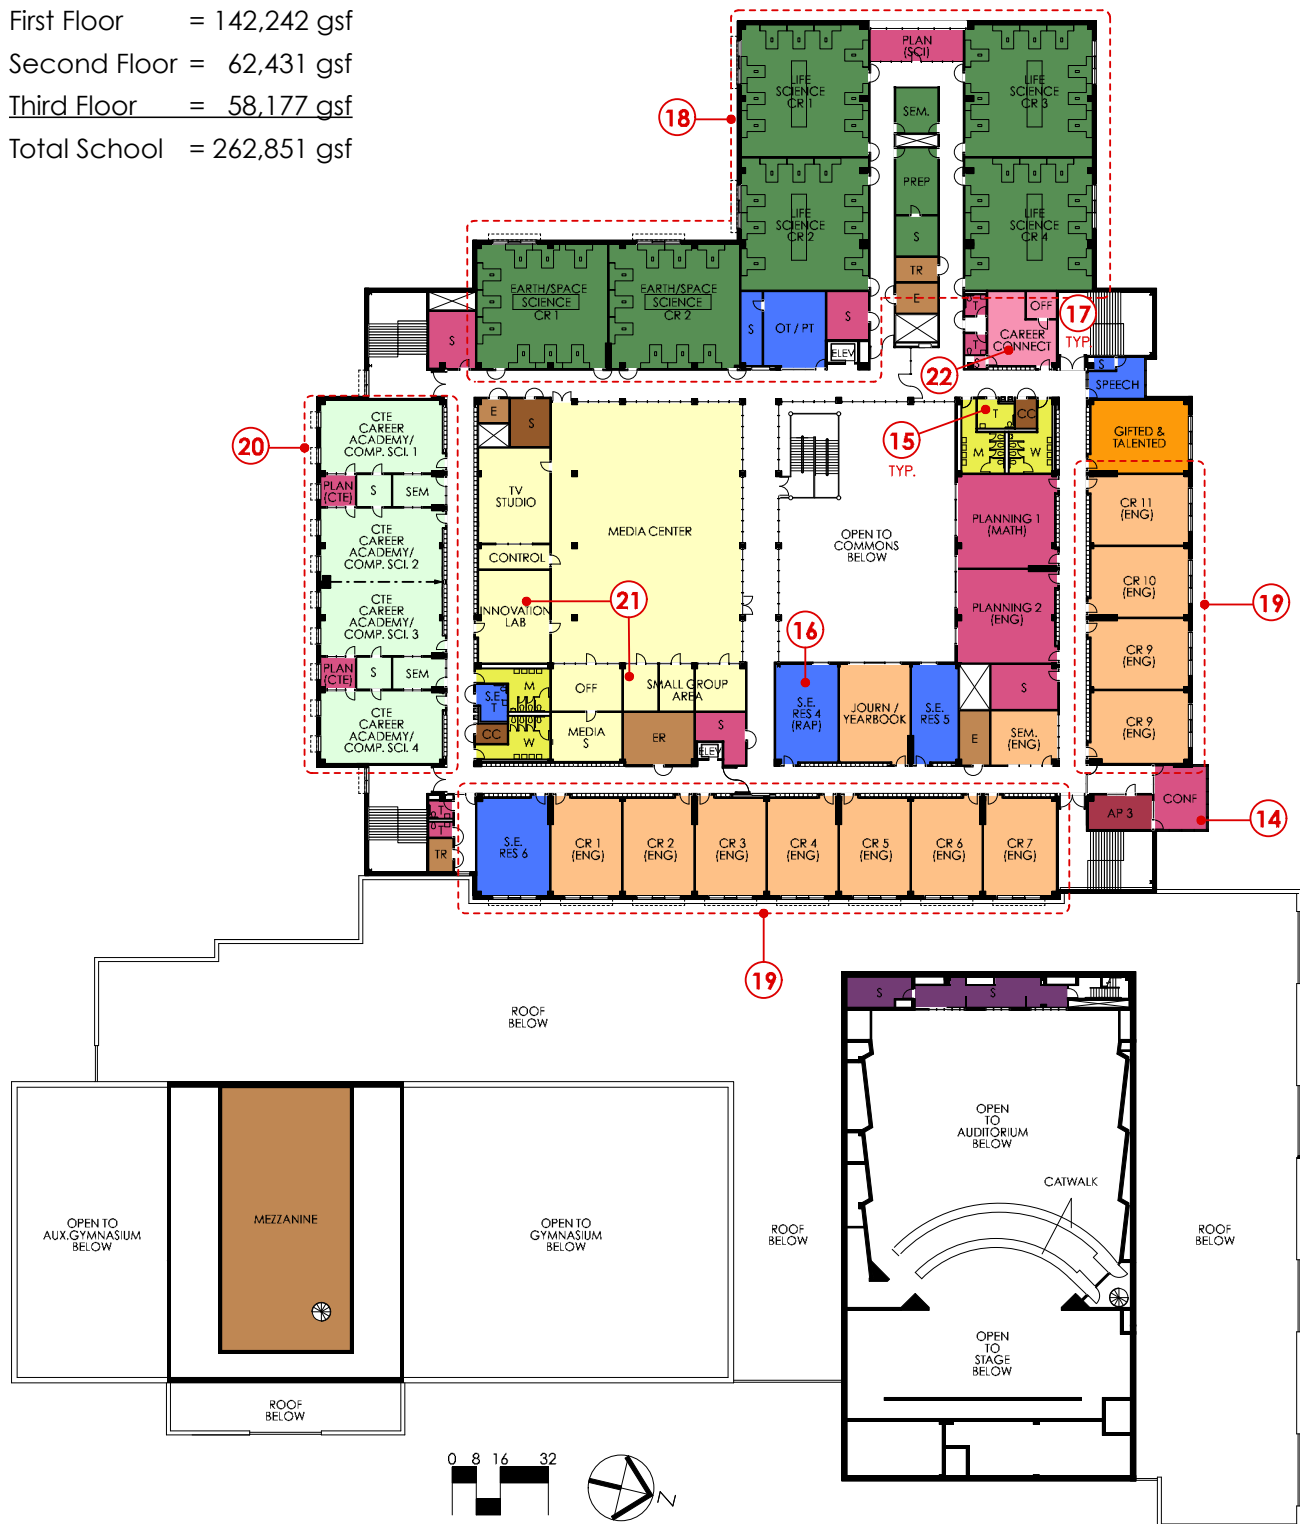 First Floor = 142,242 gsf
Second Floor = 62,431 gsf
Third Floor = 58,177 gsf
Total School = 262,851 gsf
PLAN
(SCI)
LIFE
SCIENCE
CR 1
LIFE
SCIENCE
CR 3
SEM.
18
PREP
LIFE
SCIENCE
CR 2
LIFE
SCIENCE
CR 4
S
TR
E
EARTH/SPACE
SCIENCE
CR 1
EARTH/SPACE
SCIENCE
CR 2
S
S
OT / PT
S
ELEV
T
T
S
OFF
CAREER
CONNECT
17
TYP
22
S
SPEECH
CTE
CAREER
ACADEMY/
COMP. SCI. 1
20
E
S
15
TYP.
T
CC
M
W
GIFTED &
TALENTED
PLAN
(CTE)
S
SEM
TV
STUDIO
CR 11
(ENG)
CTE
CAREER
ACADEMY/
COMP. SCI. 2
MEDIA CENTER
OPEN TO
COMMONS
BELOW
PLANNING 1
(MATH)
CONTROL
CR 10
(ENG)
CTE
CAREER
ACADEMY/
COMP. SCI. 3
INNOVATION
LAB
21
16
PLANNING 2
(ENG)
19
CR 9
(ENG)
PLAN
(CTE)
S
SEM
S.E.
T
M
OFF
SMALL GROUP
AREA
S.E.
RES 4
(RAP)
JOURN /
YEARBOOK
S.E.
RES 5
S
CTE
CAREER
ACADEMY/
COMP. SCI. 4
CC
W
MEDIA
S
ER
S
ELEV
E
SEM.
(ENG)
CR 9
(ENG)
T
T
TR
S.E.
RES 6
CR 1
(ENG)
CR 2
(ENG)
CR 3
(ENG)
CR 4
(ENG)
CR 5
(ENG)
CR 6
(ENG)
CR 7
(ENG)
AP 3
CONF
14
19
ROOF
BELOW
S
S
OPEN
TO
AUDITORIUM
BELOW
CATWALK
OPEN TO
AUX.GYMNASIUM
BELOW
MEZZANINE
OPEN TO
GYMNASIUM
BELOW
ROOF
BELOW
ROOF
BELOW
OPEN
TO
STAGE
BELOW
ROOF
BELOW
0 8 16 32
N